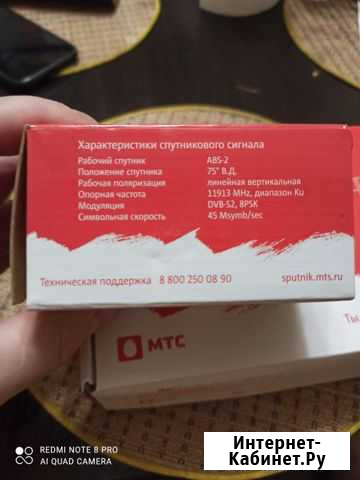 Характеристики спутникового сигнала
Рабочий спутник ABS-2
Положение спутника 75° В.Д.
Рабочая поляризация линейная вертикальная
Опорная частота 11913 MHz, диапазон Ku
Модуляция DVB-S2, 8PSK
Символьная скорость 45 Msymb/sec
Техническая поддержка 8 800 250 08 90 sputnik.mts.ru
МТС
REDMI NOTE 8 PRO
AI QUAD CAMERA
Интернет-
Кабинет.Ру